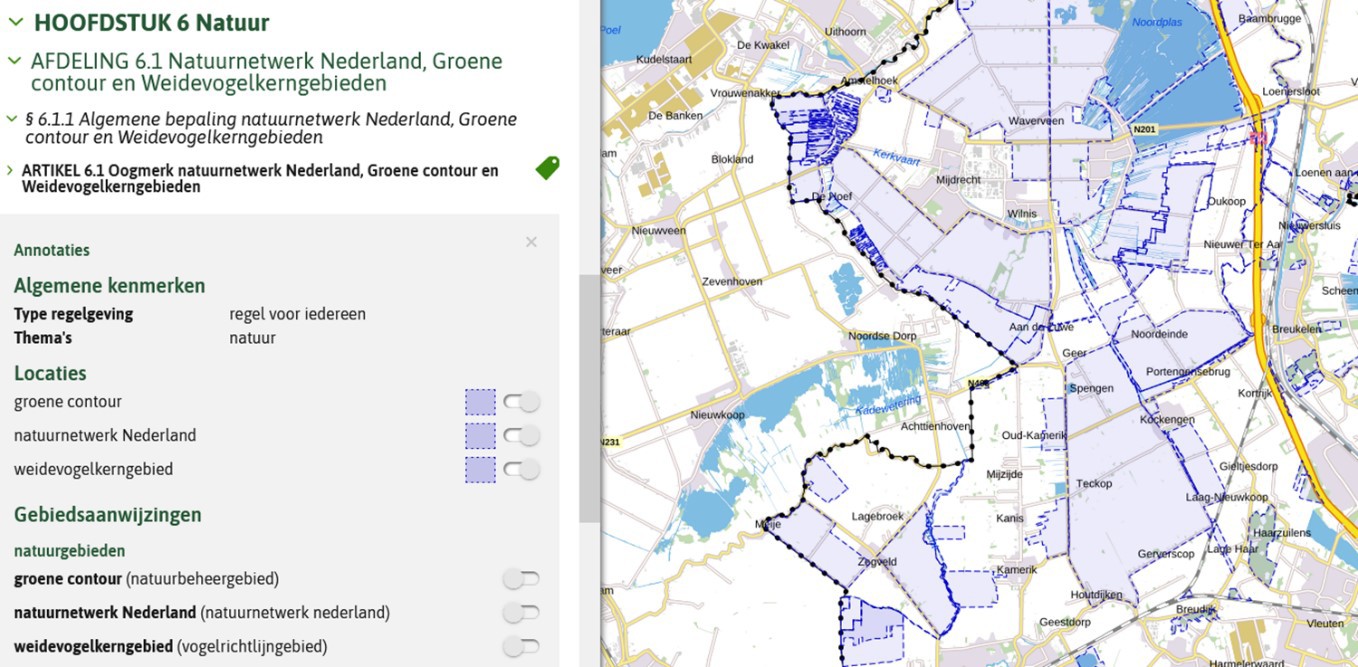 HOOFDSTUK 6 Natuur
AFDELING 6.1 Natuurnetwerk Nederland, Groene
contour en Weidevogelkerngebieden
§ 6.1.1 Algemene bepaling natuurnetwerk Nederland, Groene
contour en Weidevogelkerngebieden
ARTIKEL 6.1 Oogmerk natuurnetwerk Nederland, Groene contour en
Weidevogelkerngebieden
Annotaties
Algemene kenmerken
Type regelgeving regel voor iedereen
Thema's natuur
Locaties
groene contour
natuurnetwerk Nederland
weidevogelkerngebied
Gebiedsaanwijzingen
natuurgebieden
groene contour (natuurbeheergebied)
natuurnetwerk Nederland (natuurnetwerk nederland)
weidevogelkerngebied (vogelrichtlijngebied)
Poel
Uithoorn
Noordplas
Baambrugge
De Kwakel
Kudelstaart
Amstelhoek
Vrouwenakker
Loenersloot
De Banken
Waverveen
N201
Blokland
Kerkvaart
Mijdrecht
Loenen aan
De Hoef
Oukoop
Wilnis
Nieuwersluis
Nieuwveen
Nieuwer Ter Aa
veer
Zevenhoven
Scheen
Aan de Zuwe
Breukelen
Noordse Dorp
Noordeinde
Geer
Portengensebrug
Spengen
Kortrijk
Nieuwkoop
Achttienhoven
Kockengen
N231
Oud-Kamerik
Gieltjesdorp
Mijzijde
Teckop
Laag-Nieuwkoop
Lagebroek
Kanis
Meije
Haarzuilens
Lage Haar
Gerverscop
Zegveld
Kamerik
Houtdijken
Breudijk
Geestdorp
Vleuten
Harmelerwaard